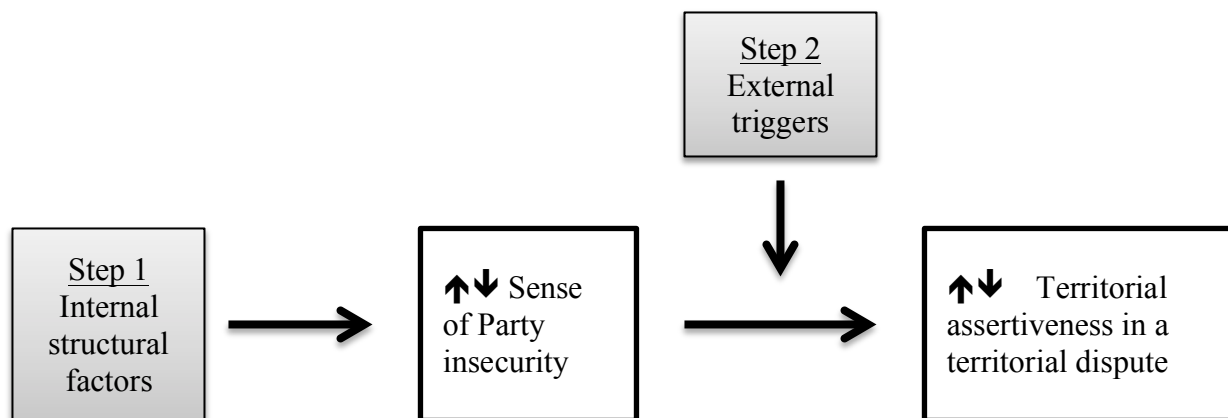 Step 2
External
triggers
Step 1
Internal
structural
factors
↑↓ Sense
of Party
insecurity
↑↓ Territorial
assertiveness in a
territorial dispute